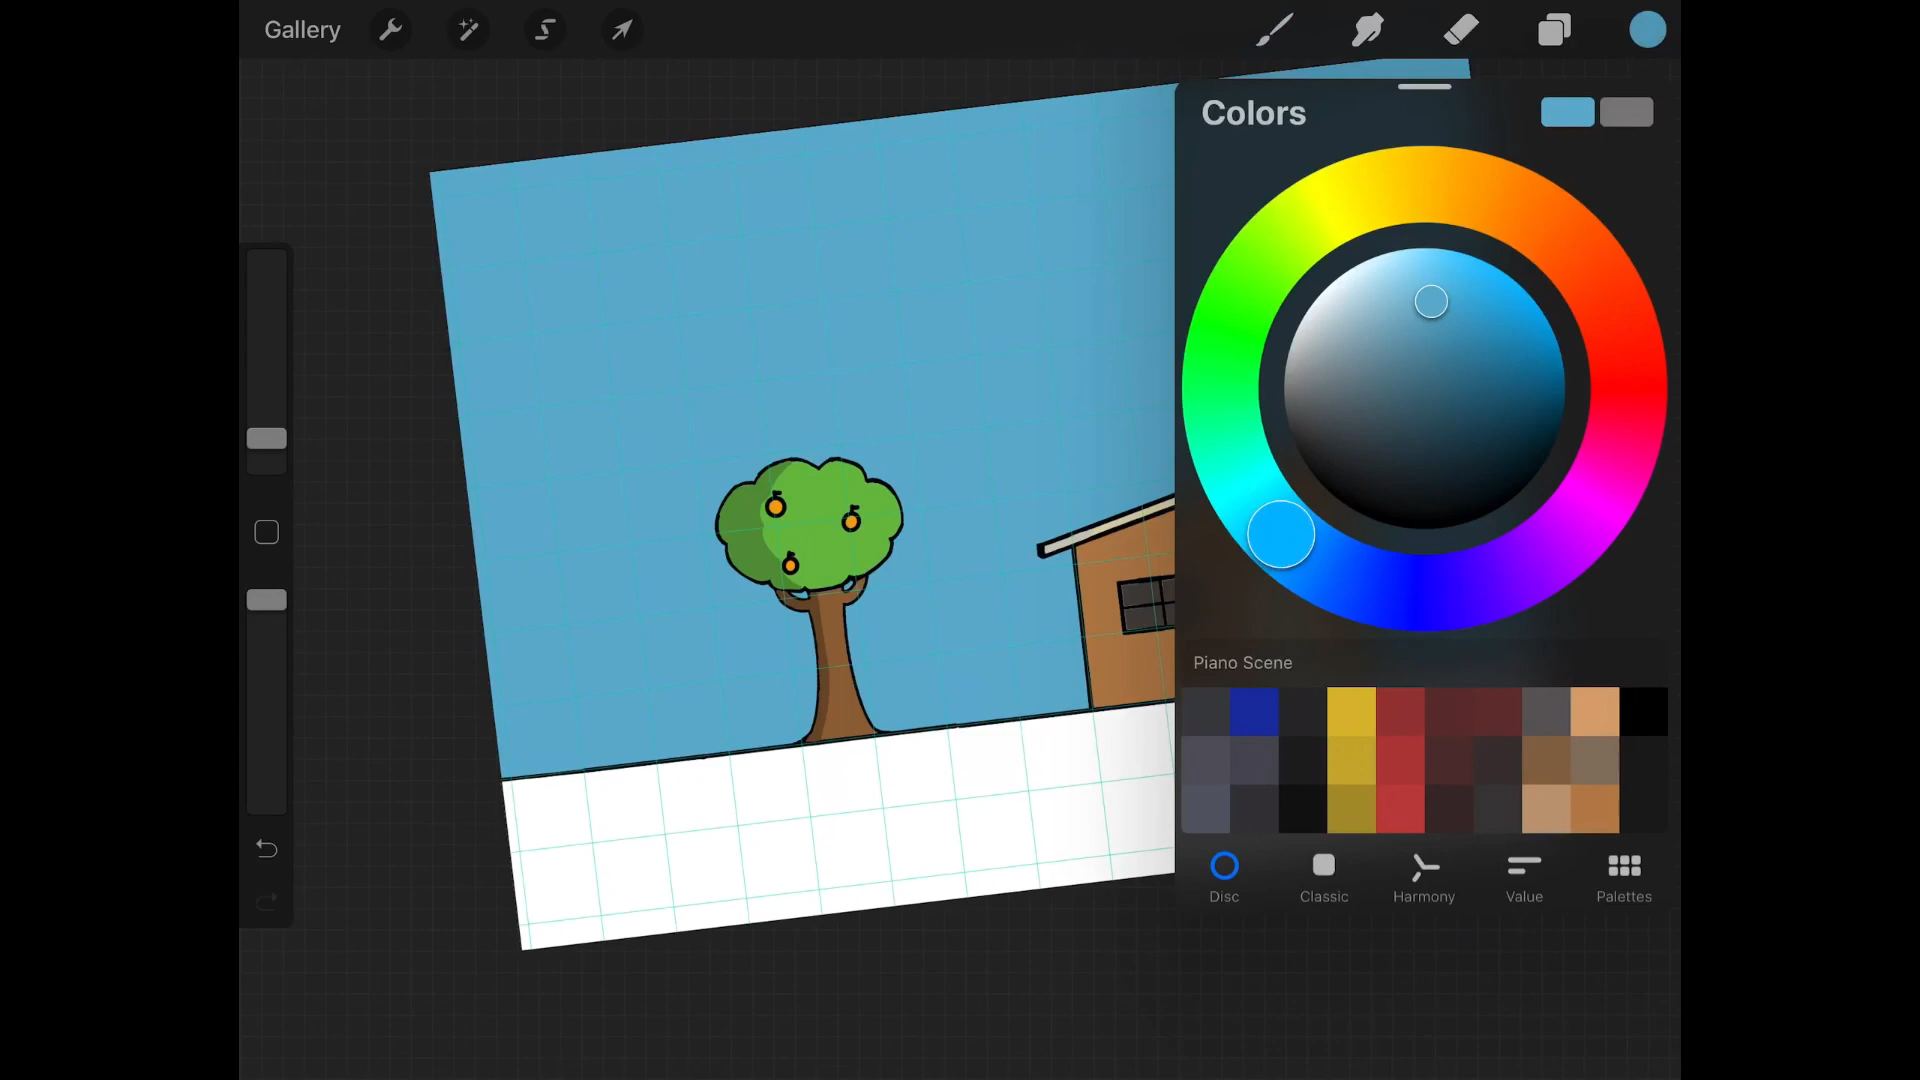 Gallery
Colors
Piano Scene
Disc
Classic
Harmony
Value
Palettes